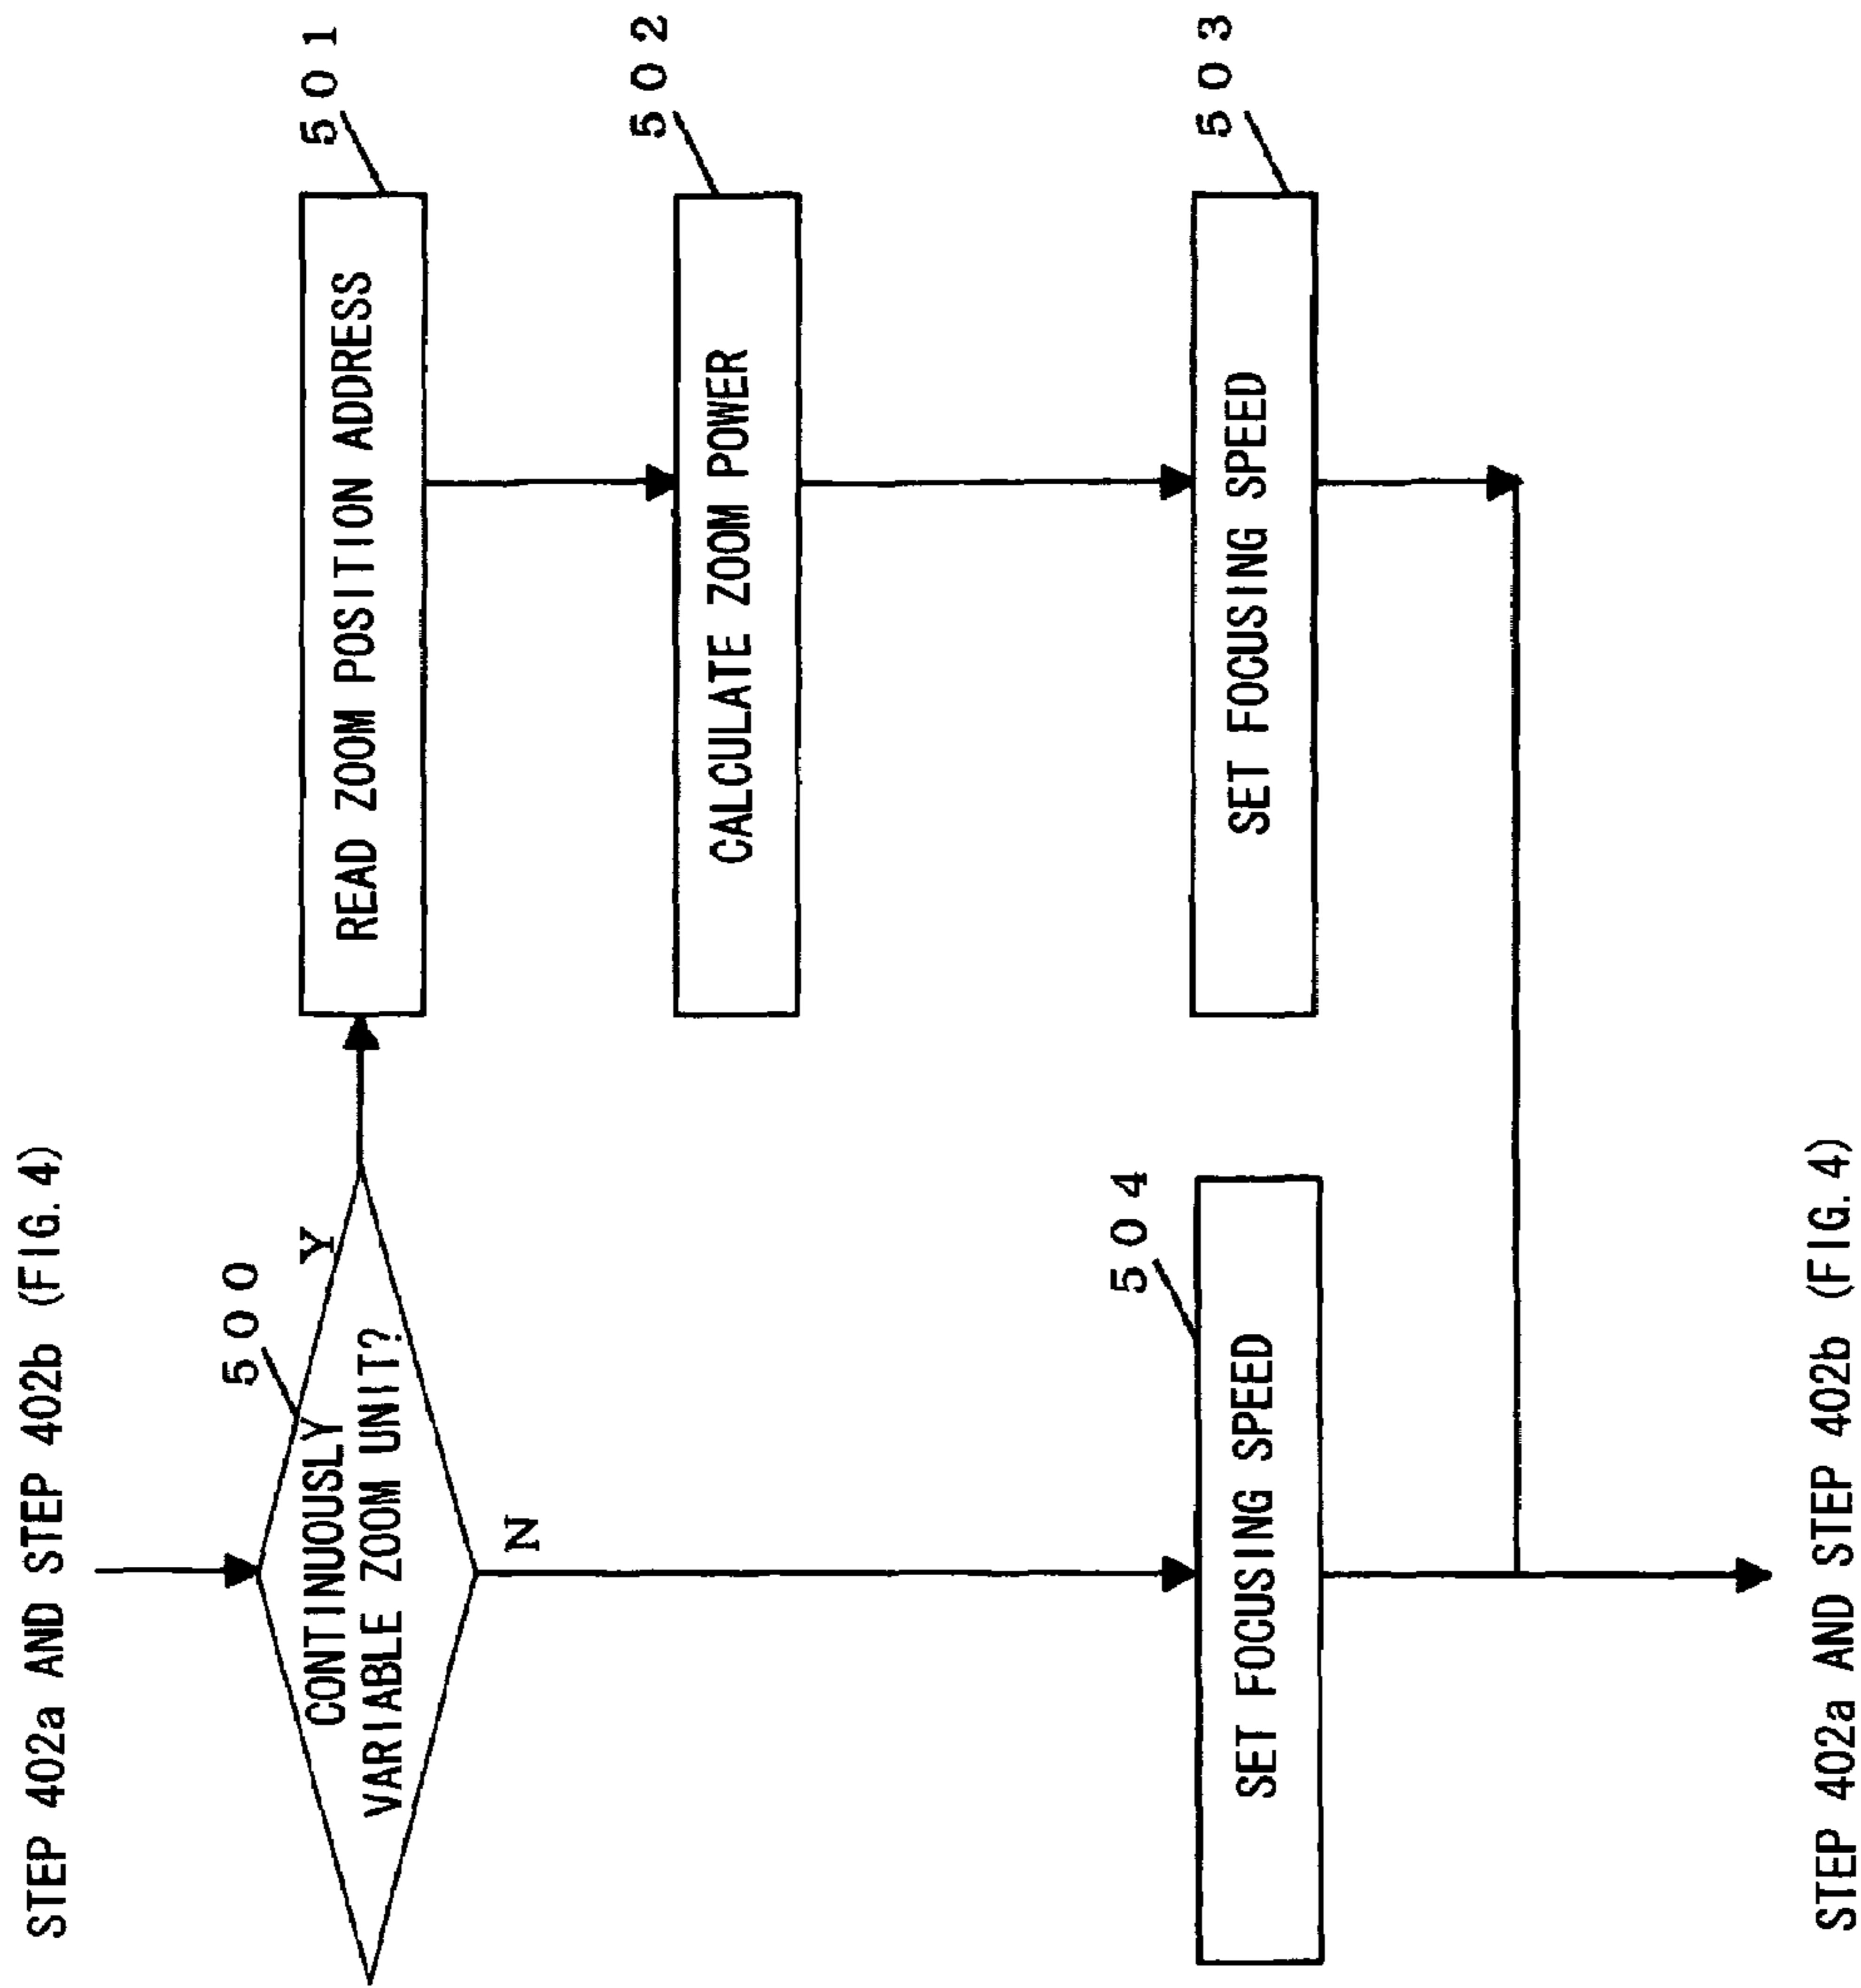 STEP 402a AND STEP 402b (FIG. 4)
500
CONTINUOUSLY
VARIABLE ZOOM UNIT?
Y
N
501
READ ZOOM POSITION ADDRESS
502
CALCULATE ZOOM POWER
503
SET FOCUSING SPEED
504
SET FOCUSING SPEED
STEP 402a AND STEP 402b (FIG. 4)